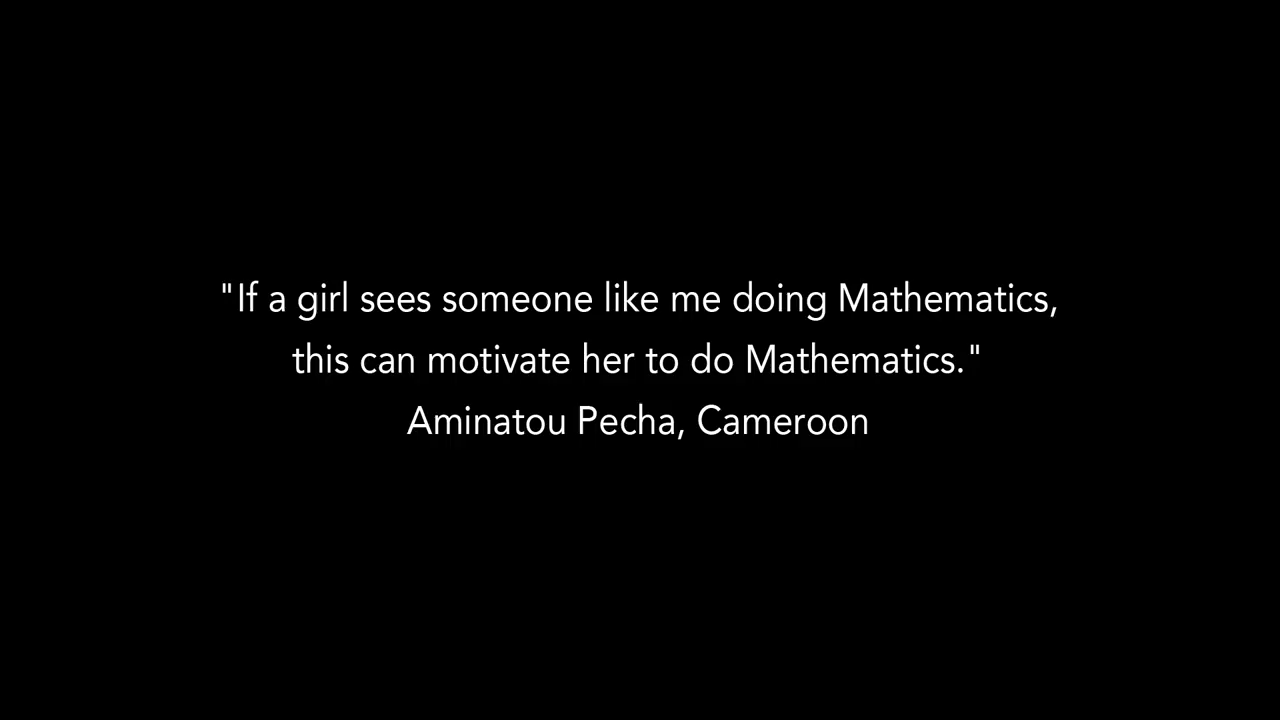 "If a girl sees someone like me doing Mathematics,
this can motivate her to do Mathematics."
Aminatou Pecha, Cameroon